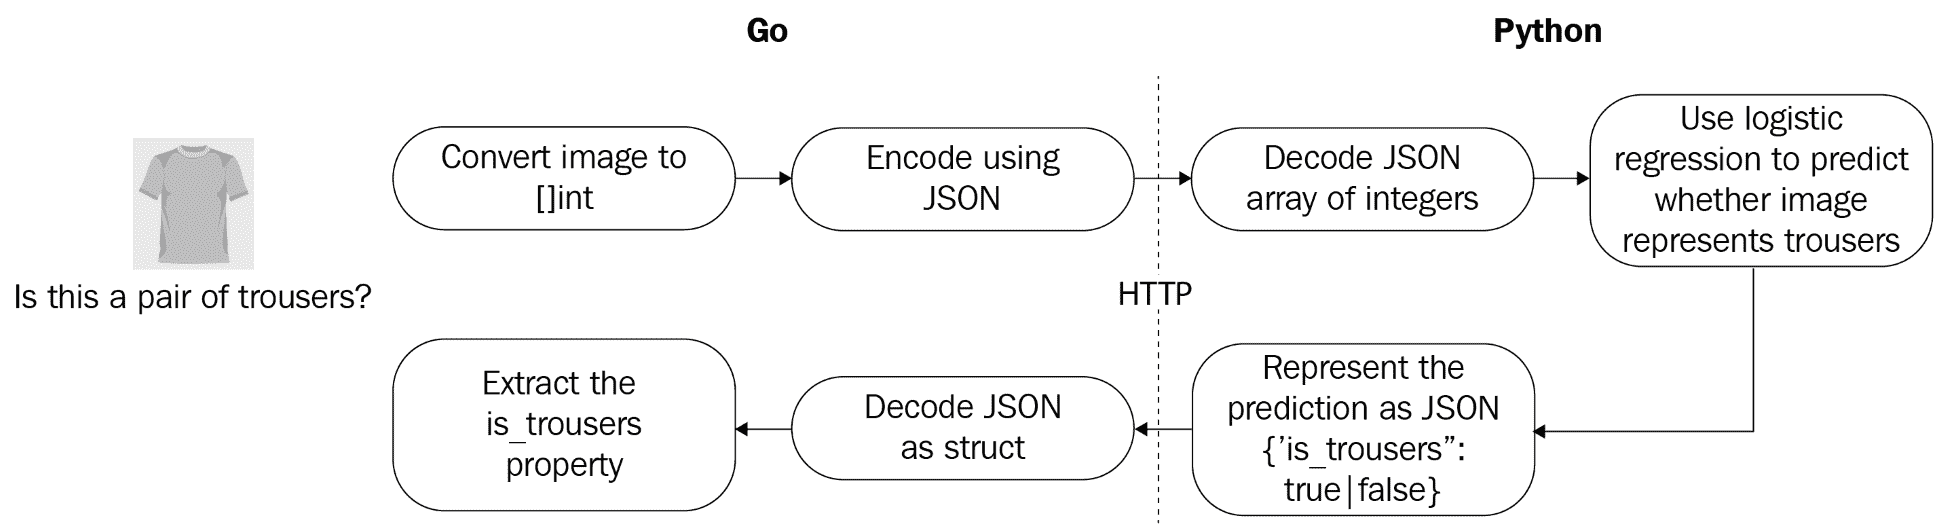 Go
Python
Is this a pair of trousers?
Convert image to
[]int
Encode using
JSON
Decode JSON
array of integers
Use logistic
regression to predict
whether image
represents trousers
HTTP
Represent the
prediction as JSON
{’is_trousers”:
true|false}
Decode JSON
as struct
Extract the
is_trousers
property